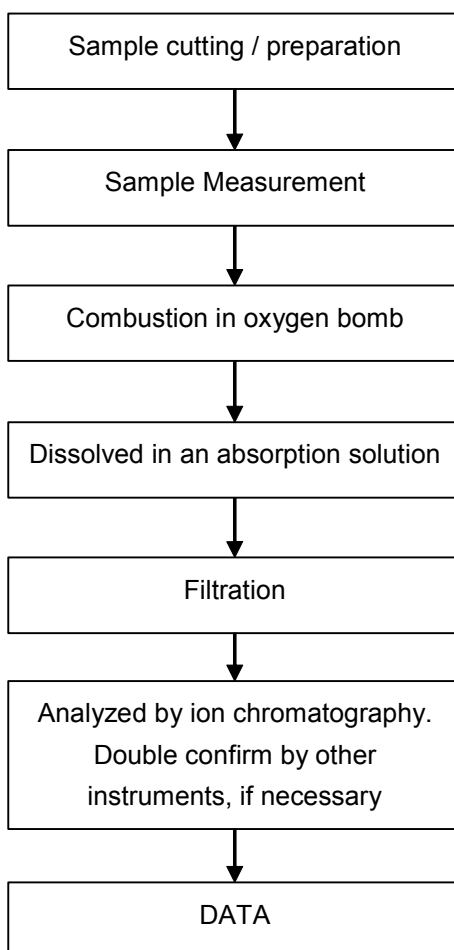 Sample cutting / preparation
Sample Measurement
Combustion in oxygen bomb
Dissolved in an absorption solution
Filtration
Analyzed by ion chromatography.
Double confirm by other
instruments, if necessary
DATA